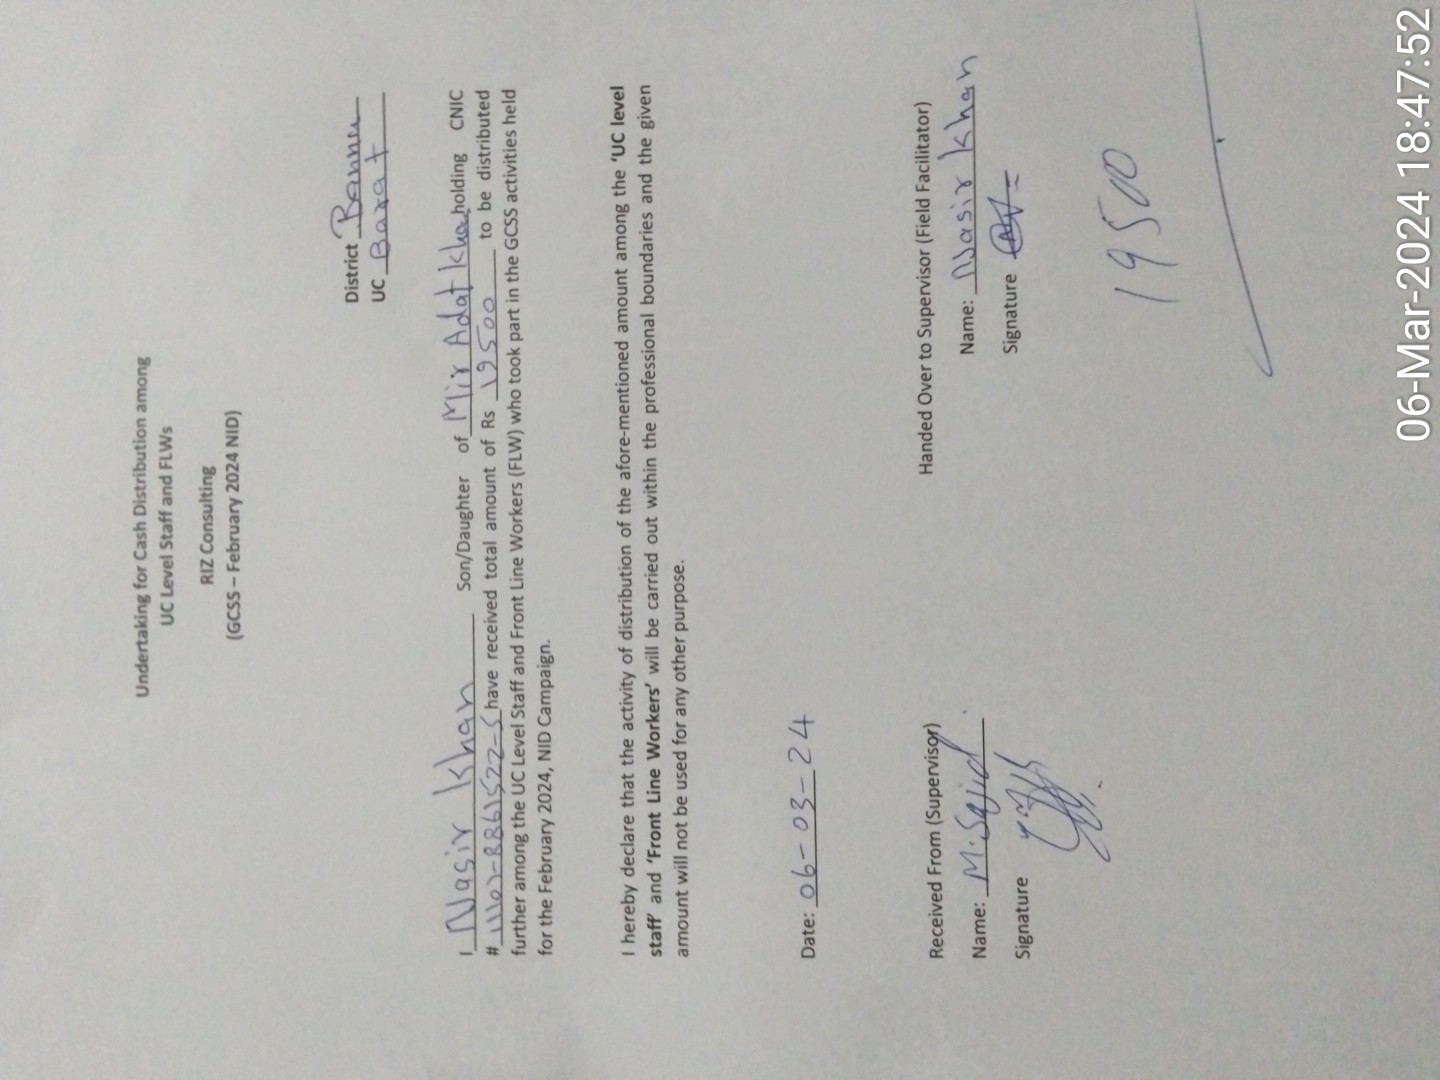 Undertaking for Cash Distribution among
UC Level Staff and FLWs
RIZ Consulting
(GCSS – February 2024 NID)
District Bannu
UC Barat
I Nasir Khan Son/Daughter of Mir Adat Kha holding CNIC
# 11101-8861522-5 have received total amount of Rs 19500 to be distributed
further among the UC Level Staff and Front Line Workers (FLW) who took part in the GCSS activities held
for the February 2024, NID Campaign.
I hereby declare that the activity of distribution of the afore-mentioned amount among the ‘UC level
staff’ and ‘Front Line Workers’ will be carried out within the professional boundaries and the given
amount will not be used for any other purpose.
Date: 06-03-24
Received From (Supervisor)
Handed Over to Supervisor (Field Facilitator)
Name: M.Sajid
Name: Nasir Khan
Signature
Signature
19500
06-Mar-2024 18:47:52